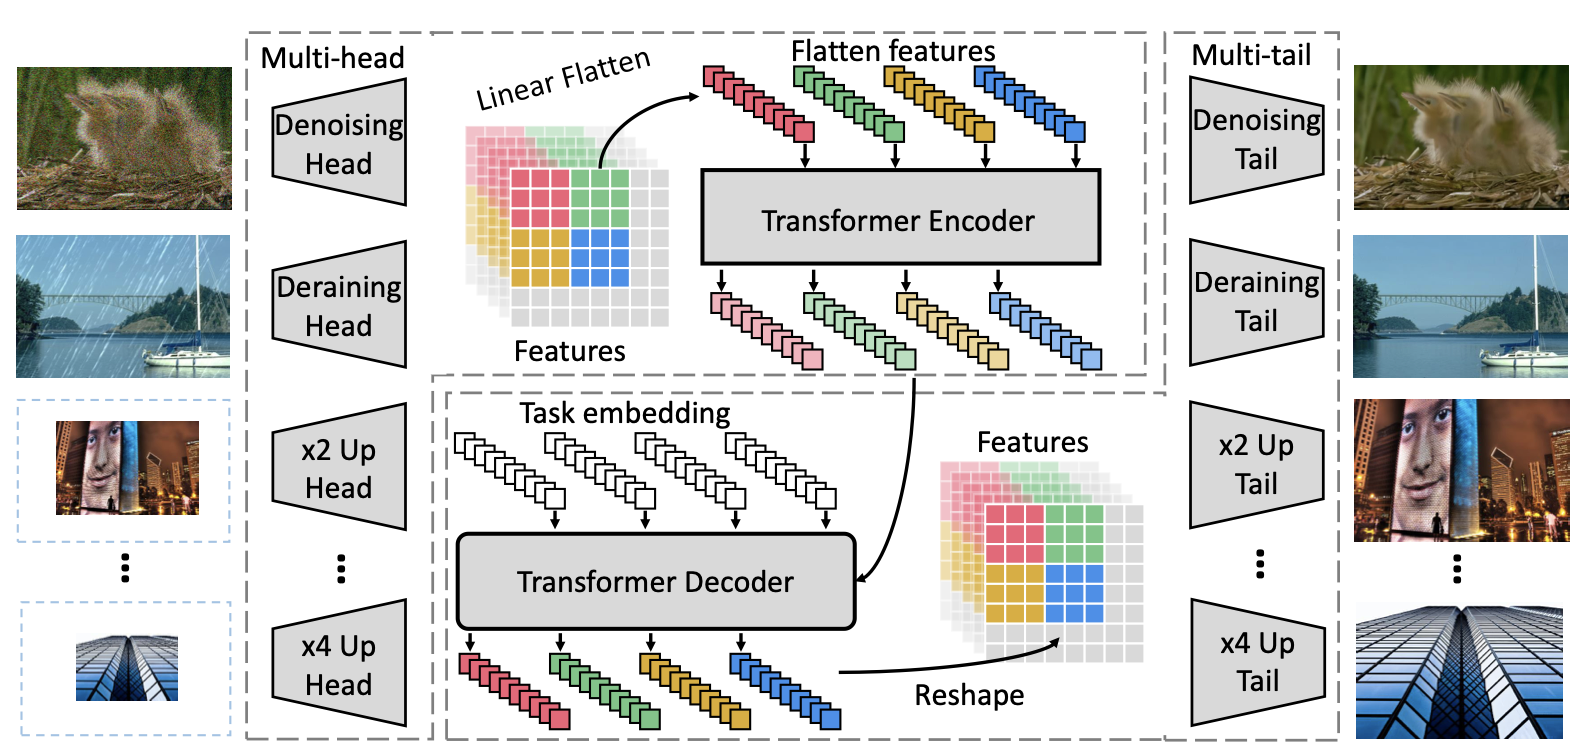 Multi-head
Denoising
Head
Deraining
Head
x2 Up
Head
x4 Up
Head
Linear Flatten
Flatten features
Features
Transformer Encoder
Task embedding
Transformer Decoder
Features
Reshape
Multi-tail
Denoising
Tail
Deraining
Tail
x2 Up
Tail
x4 Up
Tail